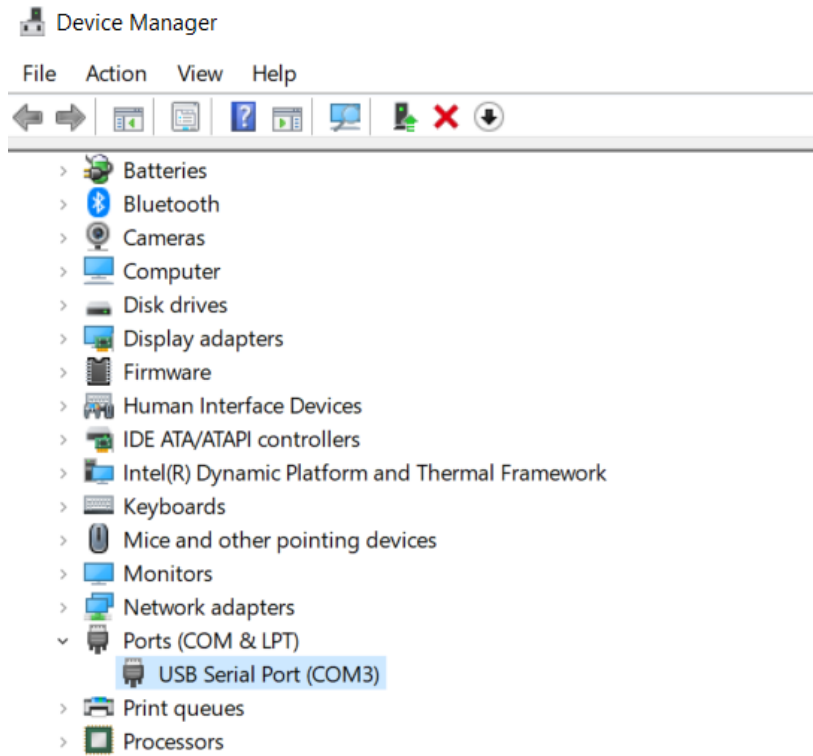 Device Manager
File Action View Help
Batteries
Bluetooth
Cameras
Computer
Disk drives
Display adapters
Firmware
Human Interface Devices
IDE ATA/ATAPI controllers
Intel(R) Dynamic Platform and Thermal Framework
Keyboards
Mice and other pointing devices
Monitors
Network adapters
Ports (COM & LPT)
USB Serial Port (COM3)
Print queues
Processors